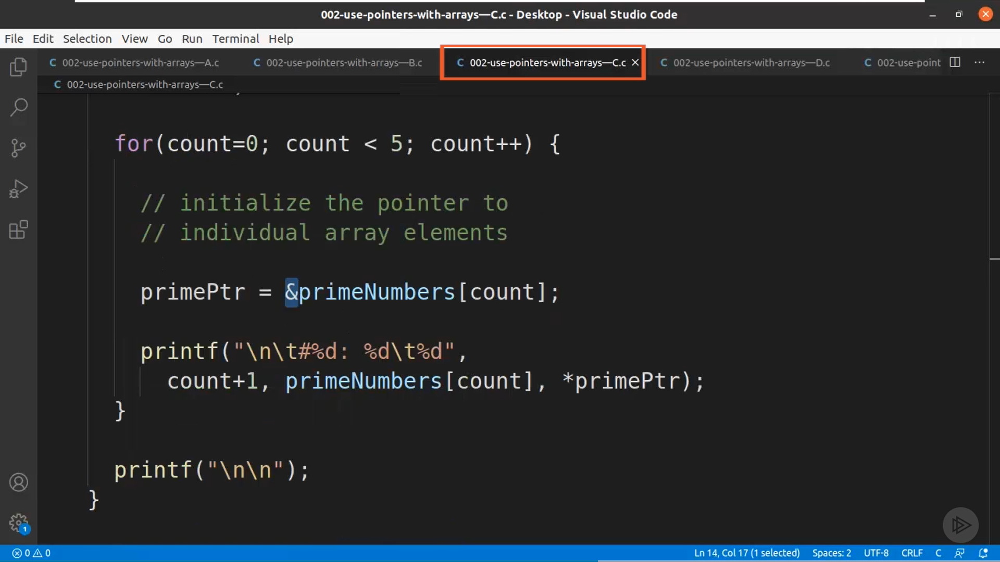 002-use-pointers-with-arrays—C.c - Desktop - Visual Studio Code
File Edit Selection View Go Run Terminal Help
C 002-use-pointers-with-arrays—A.c C 002-use-pointers-with-arrays—B.c C 002-use-pointers-with-arrays—C.c C 002-use-pointers-with-arrays—D.c C 002-use-point
C 002-use-pointers-with-arrays—C.c
for(count=0; count < 5; count++) {
// initialize the pointer to
// individual array elements
primePtr = &primeNumbers[count];
printf("\n\t#%d: %d\t%d",
count+1, primeNumbers[count], *primePtr);
}
printf("\n\n");
}
1
0 0 Ln 14, Col 17 (1 selected) Spaces: 2 UTF-8 CRLF C